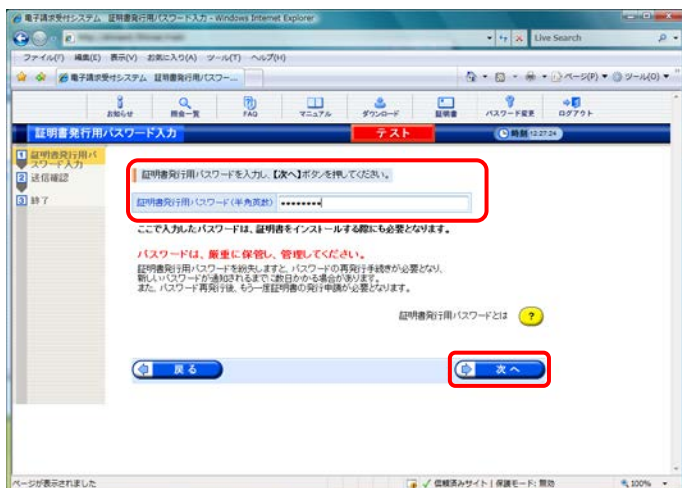 電子請求受付システム 証明書発行用パスワード入力 - Windows Internet Explorer
Live Search
ファイル(F) 編集(E) 表示(V) お気に入り(A) ツール(T) ヘルプ(H)
電子請求受付システム 証明書発行用パスワー...
ページ(P) ツール(O)
お知らせ 照会一覧 FAQ マニュアル ダウンロード 証明書 パスワード変更 ログアウト
証明書発行用パスワード入力 テスト 時刻 12:27:24
1 証明書発行用パスワード入力
2 送信確認
3 終了
証明書発行用パスワードを入力し、【次へ】ボタンを押してください。
証明書発行用パスワード(半角英数) ••••••••
ここで入力したパスワードは、証明書をインストールする際にも必要となります。
パスワードは、厳重に保管し、管理してください。
証明書発行用パスワードを紛失しますと、パスワードの再発行手続きが必要となり、
新しいパスワードが通知されるまでに数日かかる場合があります。
また、パスワード再発行後、もう一度証明書の発行申請が必要となります。
証明書発行用パスワードとは ?
戻る 次へ
ページが表示されました 信頼済みサイト | 保護モード: 無効 100%